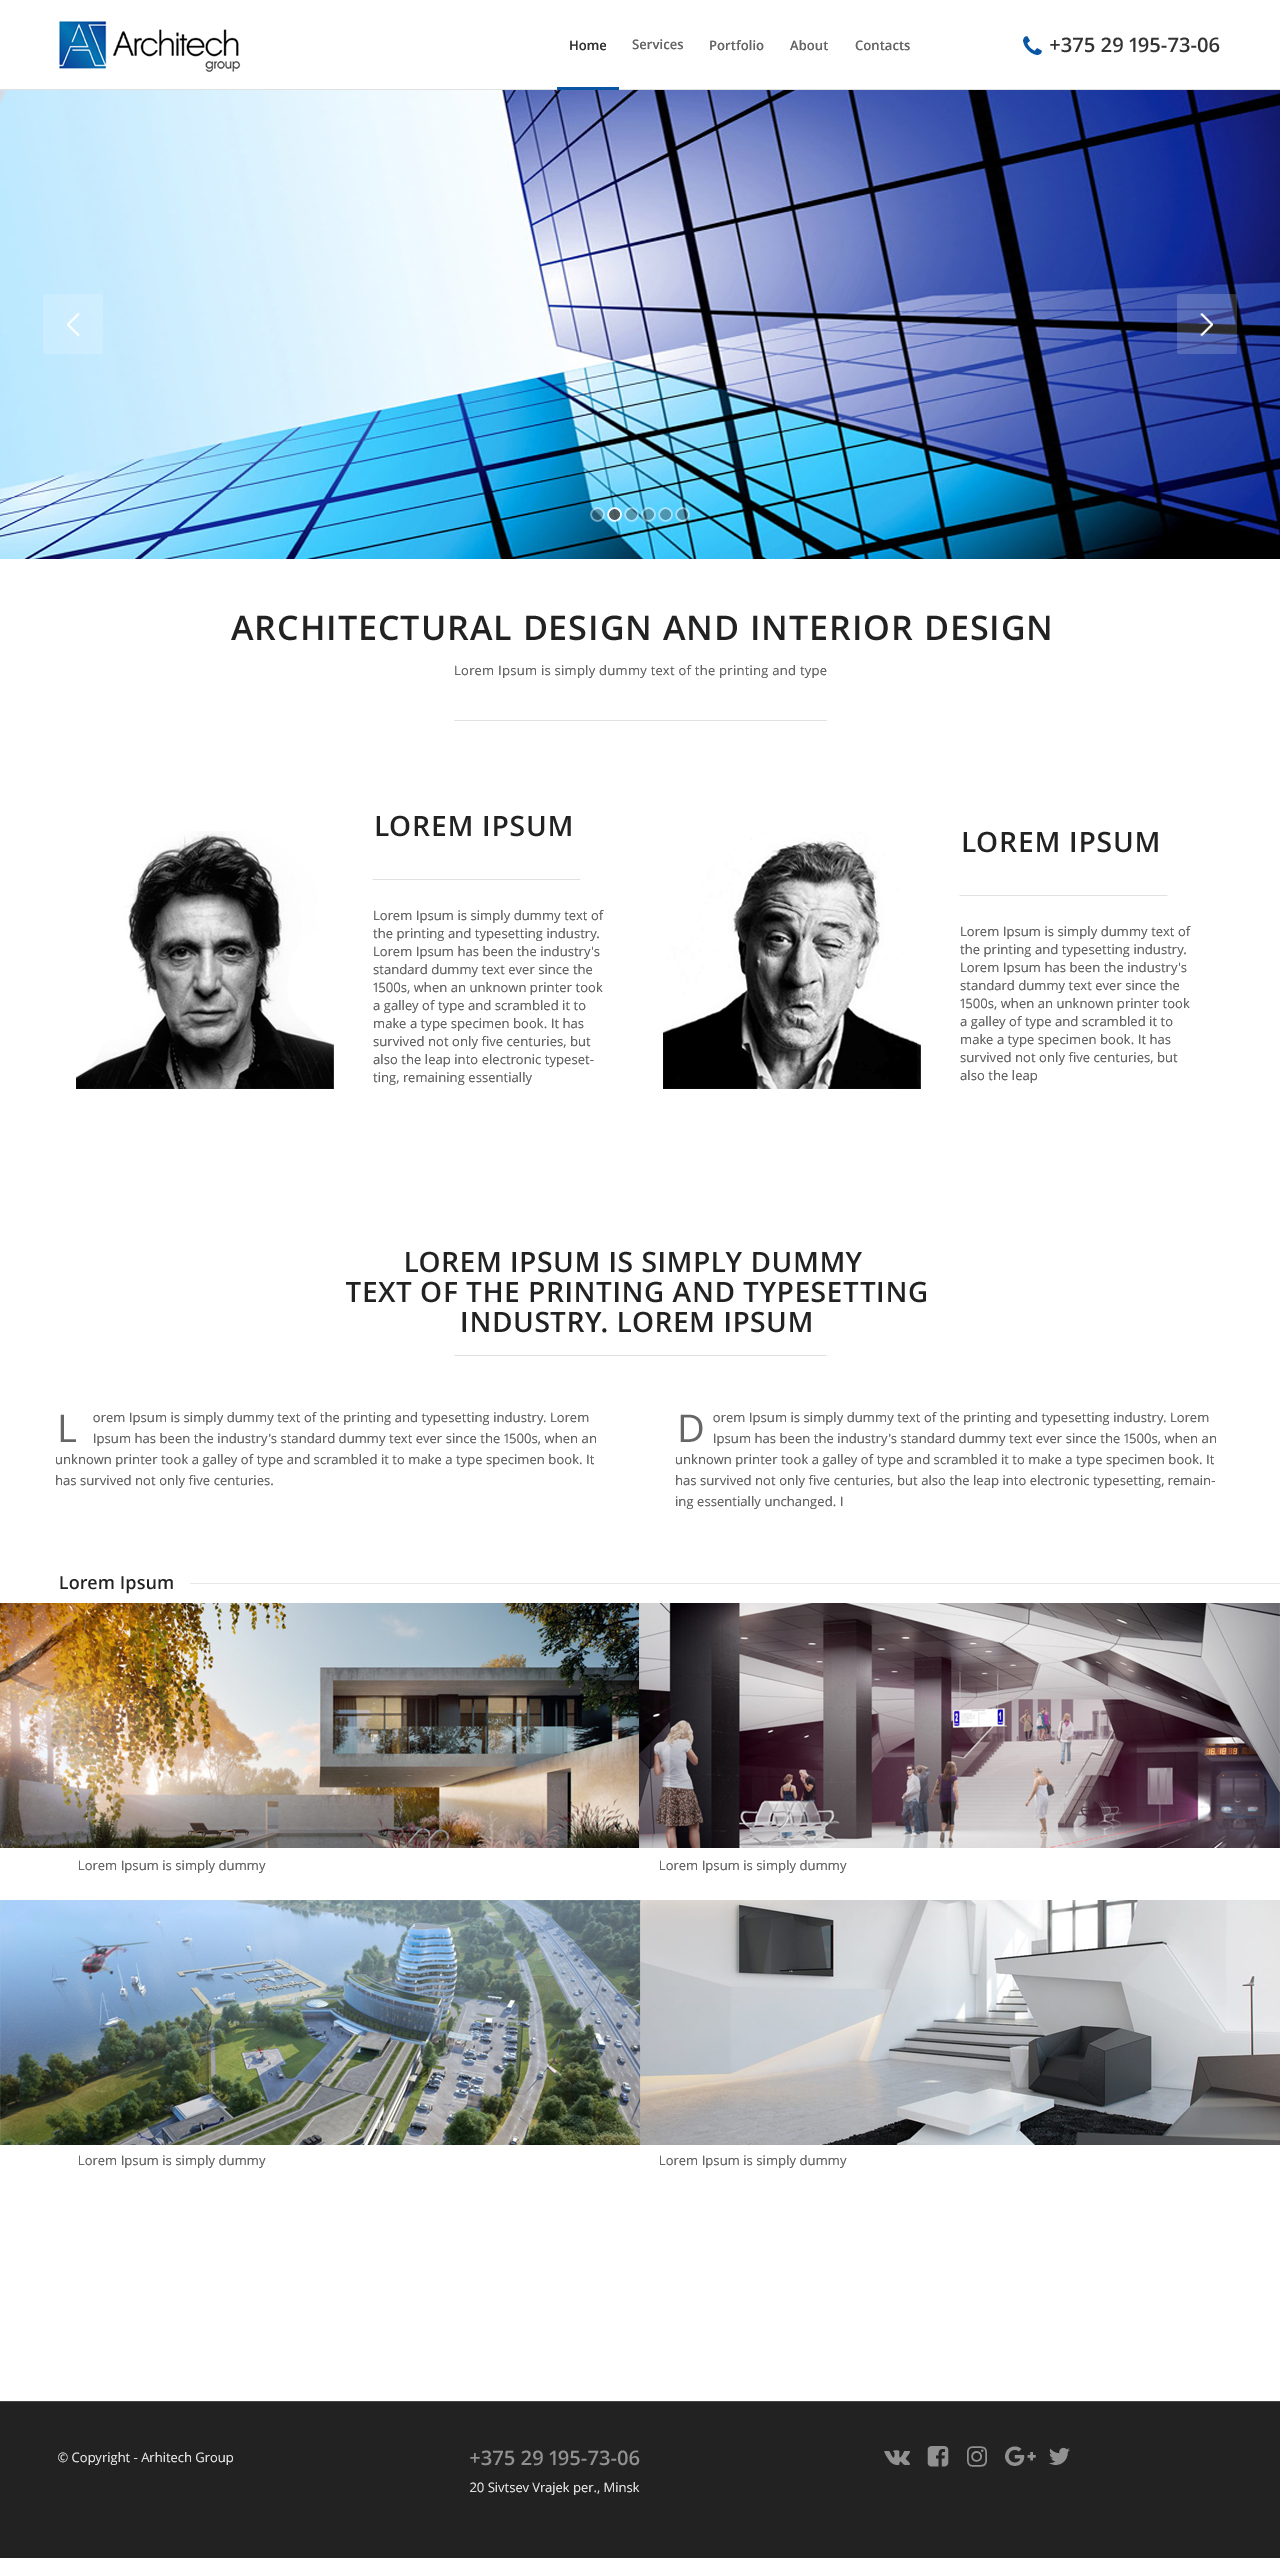 Architech
group
Home Services Portfolio About Contacts
+375 29 195-73-06
ARCHITECTURAL DESIGN AND INTERIOR DESIGN
Lorem Ipsum is simply dummy text of the printing and type
LOREM IPSUM
Lorem Ipsum is simply dummy text of
the printing and typesetting industry.
Lorem Ipsum has been the industry's
standard dummy text ever since the
1500s, when an unknown printer took
a galley of type and scrambled it to
make a type specimen book. It has
survived not only five centuries, but
also the leap into electronic typeset-
ting, remaining essentially
LOREM IPSUM
Lorem Ipsum is simply dummy text of
the printing and typesetting industry.
Lorem Ipsum has been the industry's
standard dummy text ever since the
1500s, when an unknown printer took
a galley of type and scrambled it to
make a type specimen book. It has
survived not only five centuries, but
also the leap
LOREM IPSUM IS SIMPLY DUMMY
TEXT OF THE PRINTING AND TYPESETTING
INDUSTRY. LOREM IPSUM
Lorem Ipsum is simply dummy text of the printing and typesetting industry. Lorem
Ipsum has been the industry's standard dummy text ever since the 1500s, when an
unknown printer took a galley of type and scrambled it to make a type specimen book. It
has survived not only five centuries.
Dorem Ipsum is simply dummy text of the printing and typesetting industry. Lorem
Ipsum has been the industry's standard dummy text ever since the 1500s, when an
unknown printer took a galley of type and scrambled it to make a type specimen book. It
has survived not only five centuries, but also the leap into electronic typesetting, remain-
ing essentially unchanged. I
Lorem Ipsum
2 1
Lorem Ipsum is simply dummy
Lorem Ipsum is simply dummy
Lorem Ipsum is simply dummy
Lorem Ipsum is simply dummy
© Copyright - Arhitech Group
+375 29 195-73-06
20 Sivtsev Vrajek per., Minsk